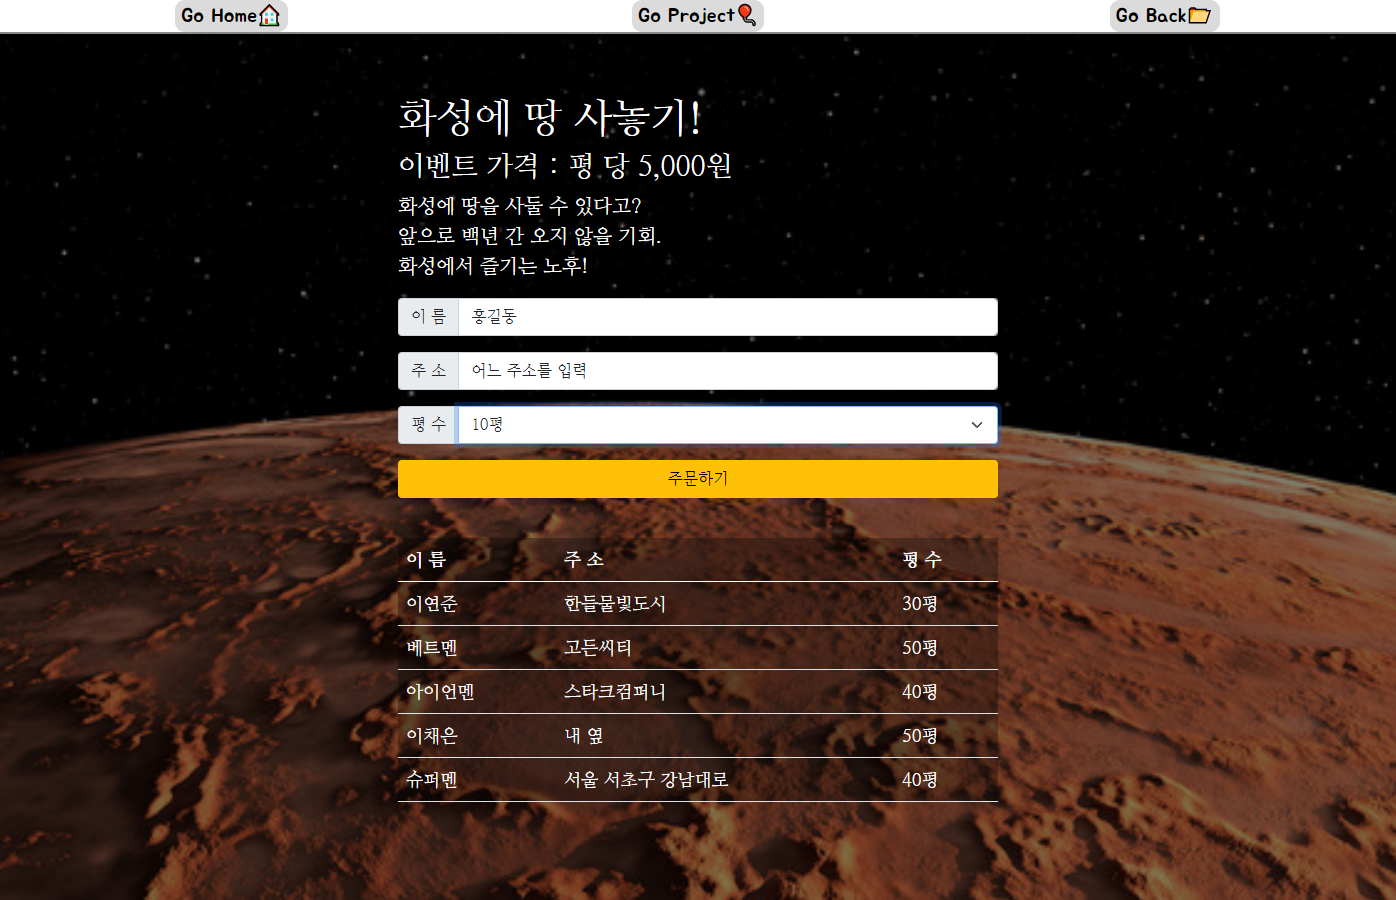 Go Home
Go Project
Go Back
화성에 땅 사놓기!
이벤트 가격 : 평 당 5,000원
화성에 땅을 사둘 수 있다고?
앞으로 백년 간 오지 않을 기회.
화성에서 즐기는 노후!
이 름 홍길동
주 소 어느 주소를 입력
평 수 10평
주문하기
이 름 주 소 평 수
이연준 한들물빛도시 30평
베트멘 고든씨티 50평
아이언멘 스타크컴퍼니 40평
이채은 내 옆 50평
슈퍼멘 서울 서초구 강남대로 40평